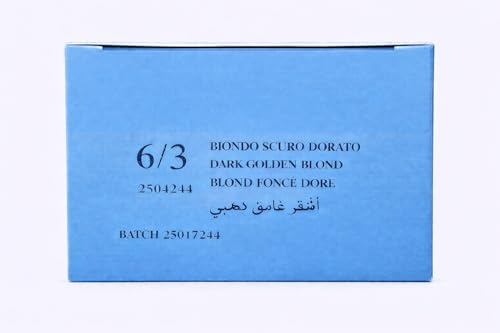 6/3
2504244
BIONDO SCURO DORATO
DARK GOLDEN BLOND
BLOND FONCE DORE
أشقر غامق دهبي
BATCH 25017244